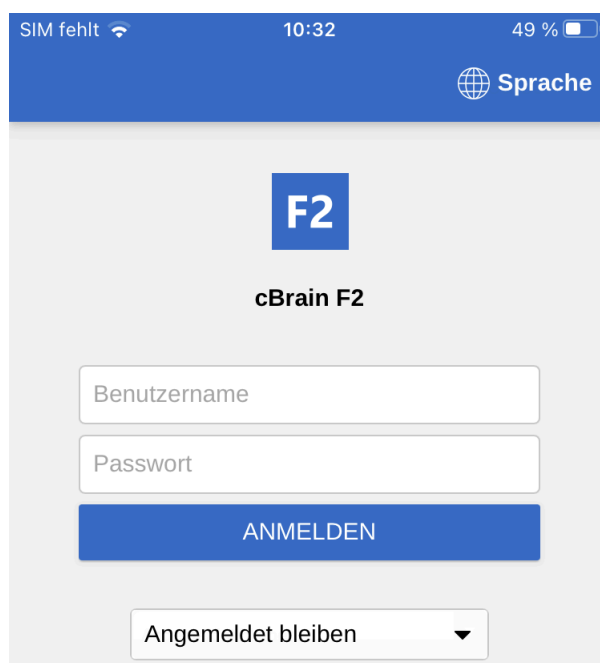 SIM fehlt 10:32 49 %
Sprache
F2
cBrain F2
Benutzername
Passwort
ANMELDEN
Angemeldet bleiben